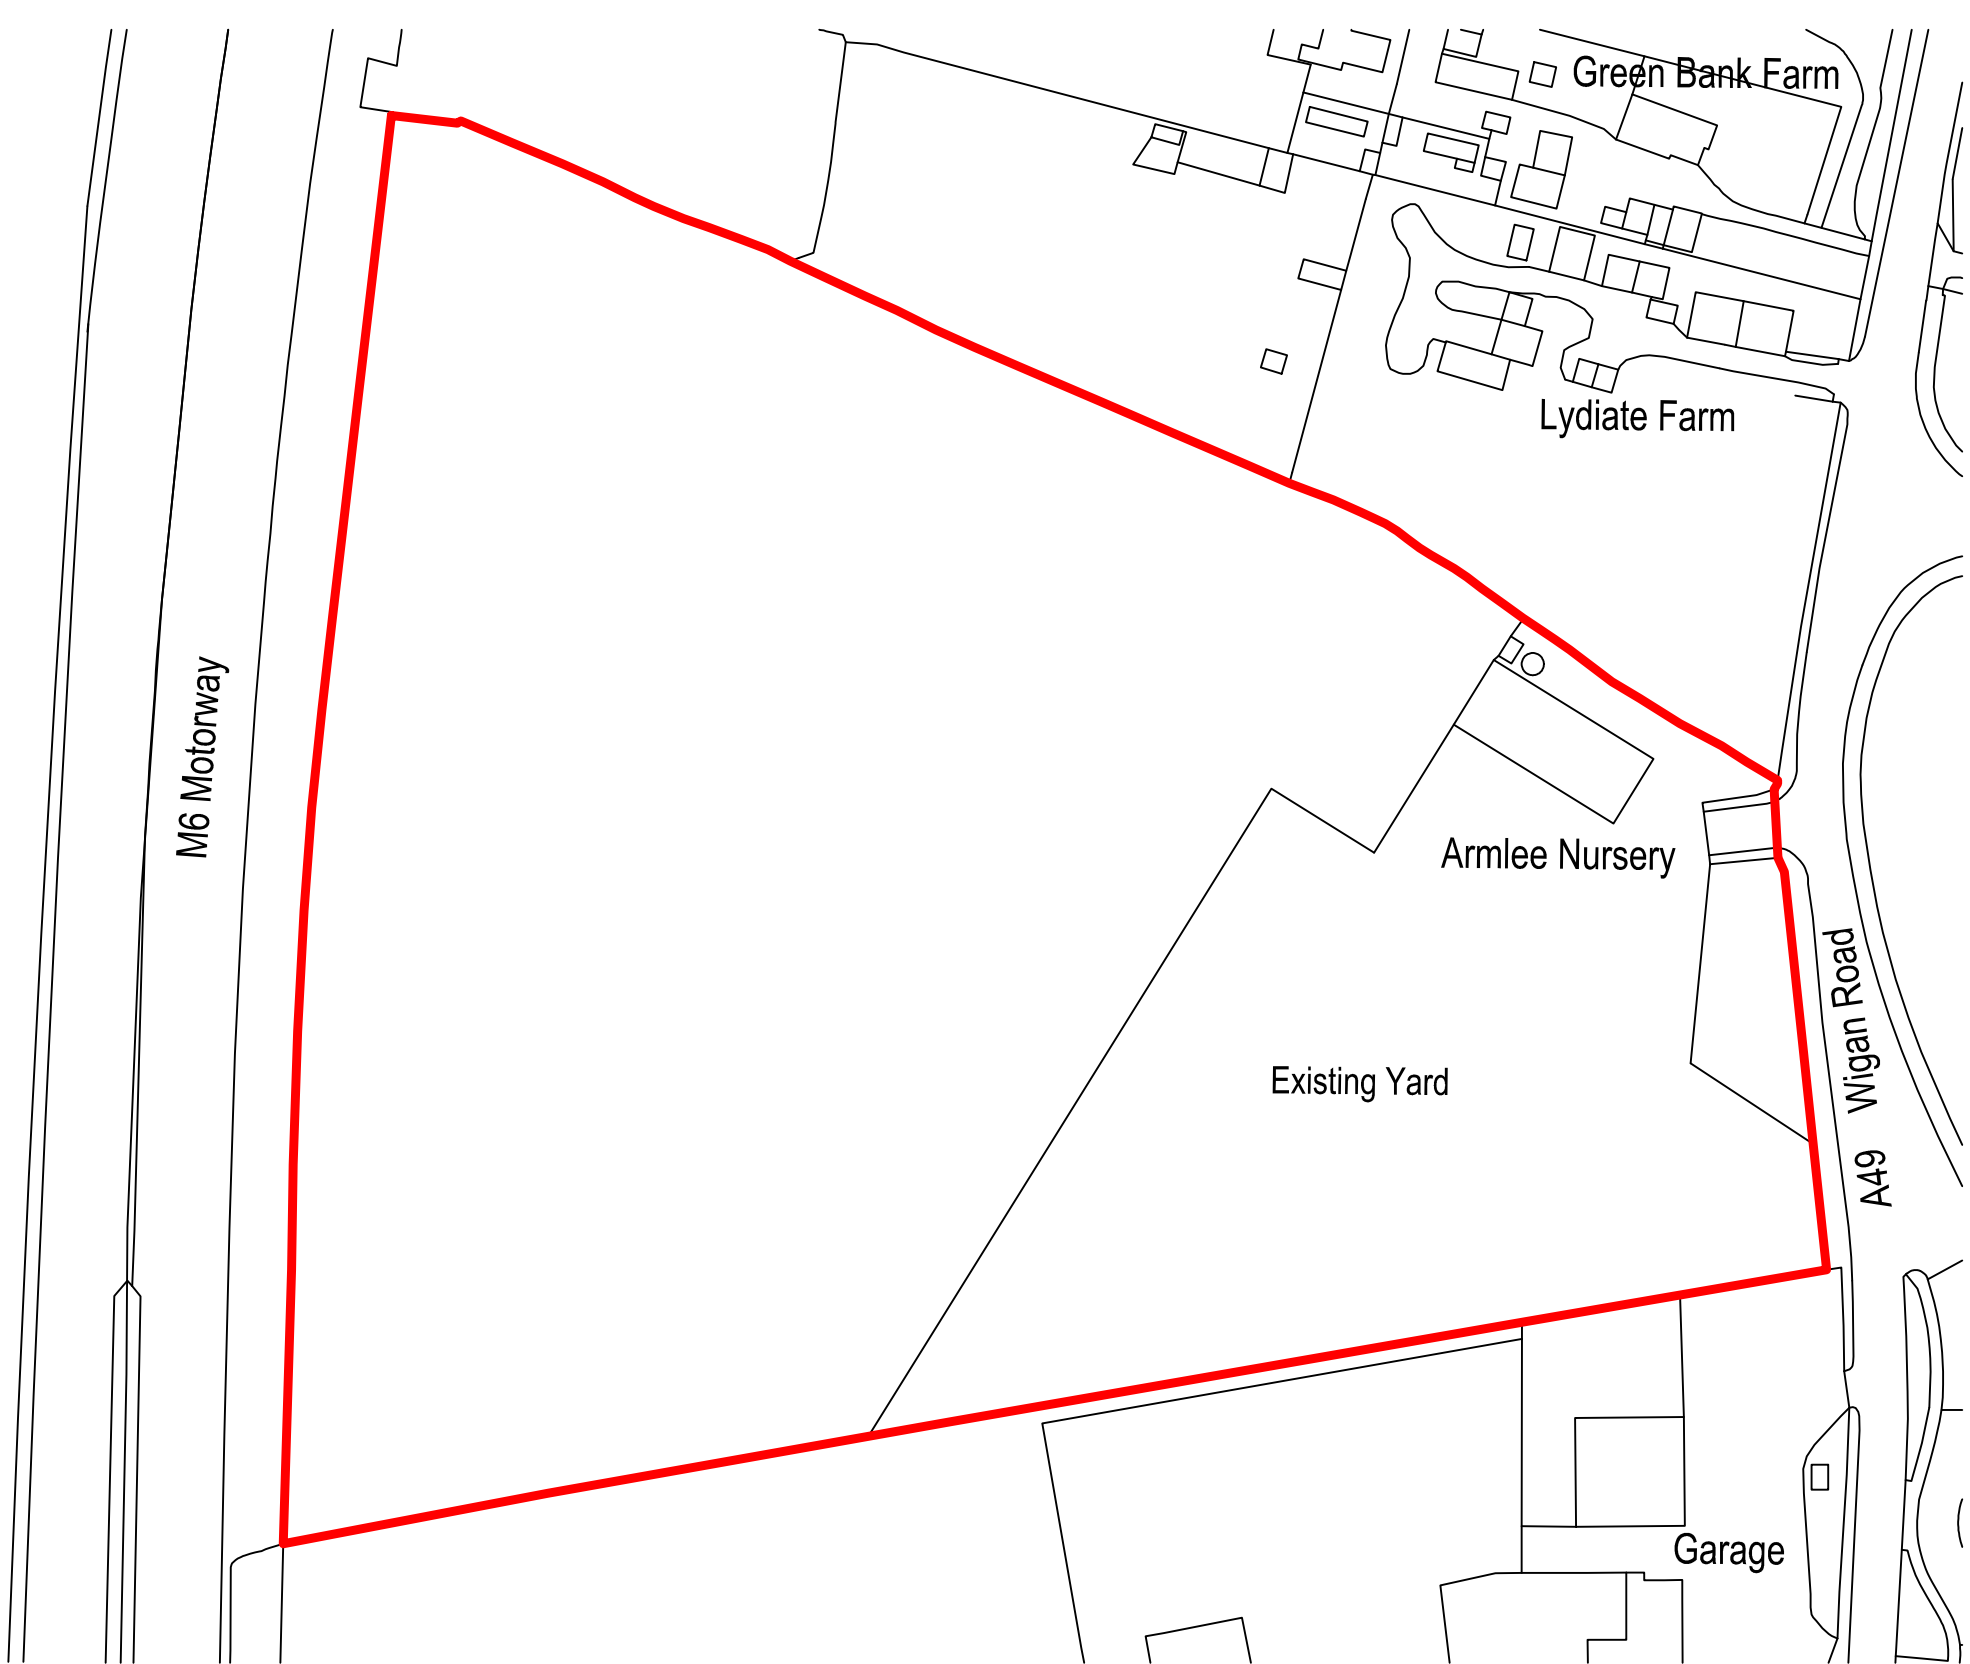 Green Bank Farm
Lydiate Farm
M6 Motorway
Armlee Nursery
A49 Wigan Road
Existing Yard
Garage